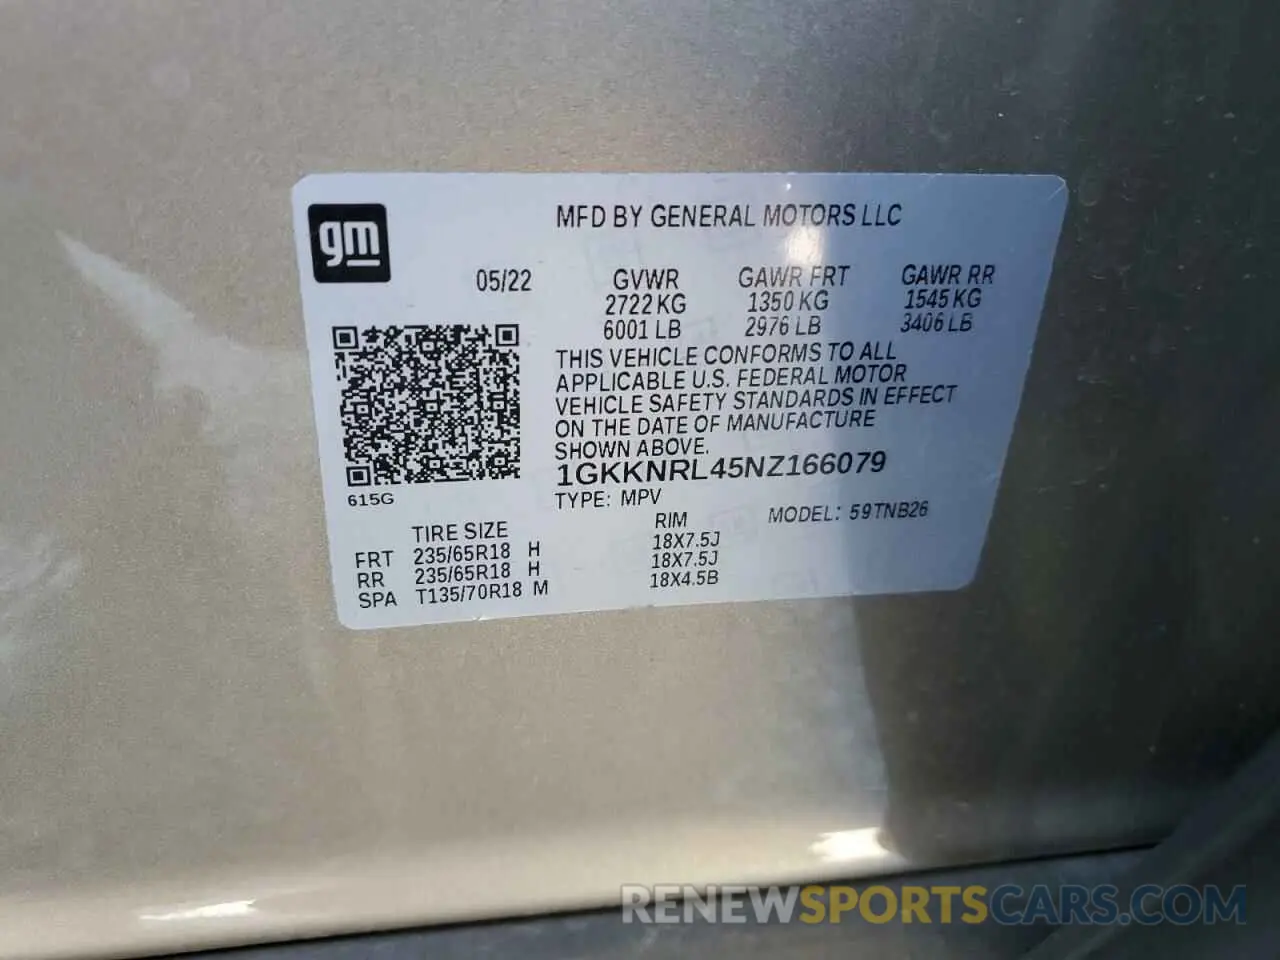 gm
MFD BY GENERAL MOTORS LLC
05/22 GVWR GAWR FRT GAWR RR
2722 KG 1350 KG 1545 KG
6001 LB 2976 LB 3406 LB
THIS VEHICLE CONFORMS TO ALL
APPLICABLE U.S. FEDERAL MOTOR
VEHICLE SAFETY STANDARDS IN EFFECT
ON THE DATE OF MANUFACTURE
SHOWN ABOVE.
1GKKNRL45NZ166079
615G
TYPE: MPV MODEL: 59TNB26
TIRE SIZE RIM
FRT 235/65R18 H 18X7.5J
RR 235/65R18 H 18X7.5J
SPA T135/70R18 M 18X4.5B
RENEWSPORTSCARS.COM